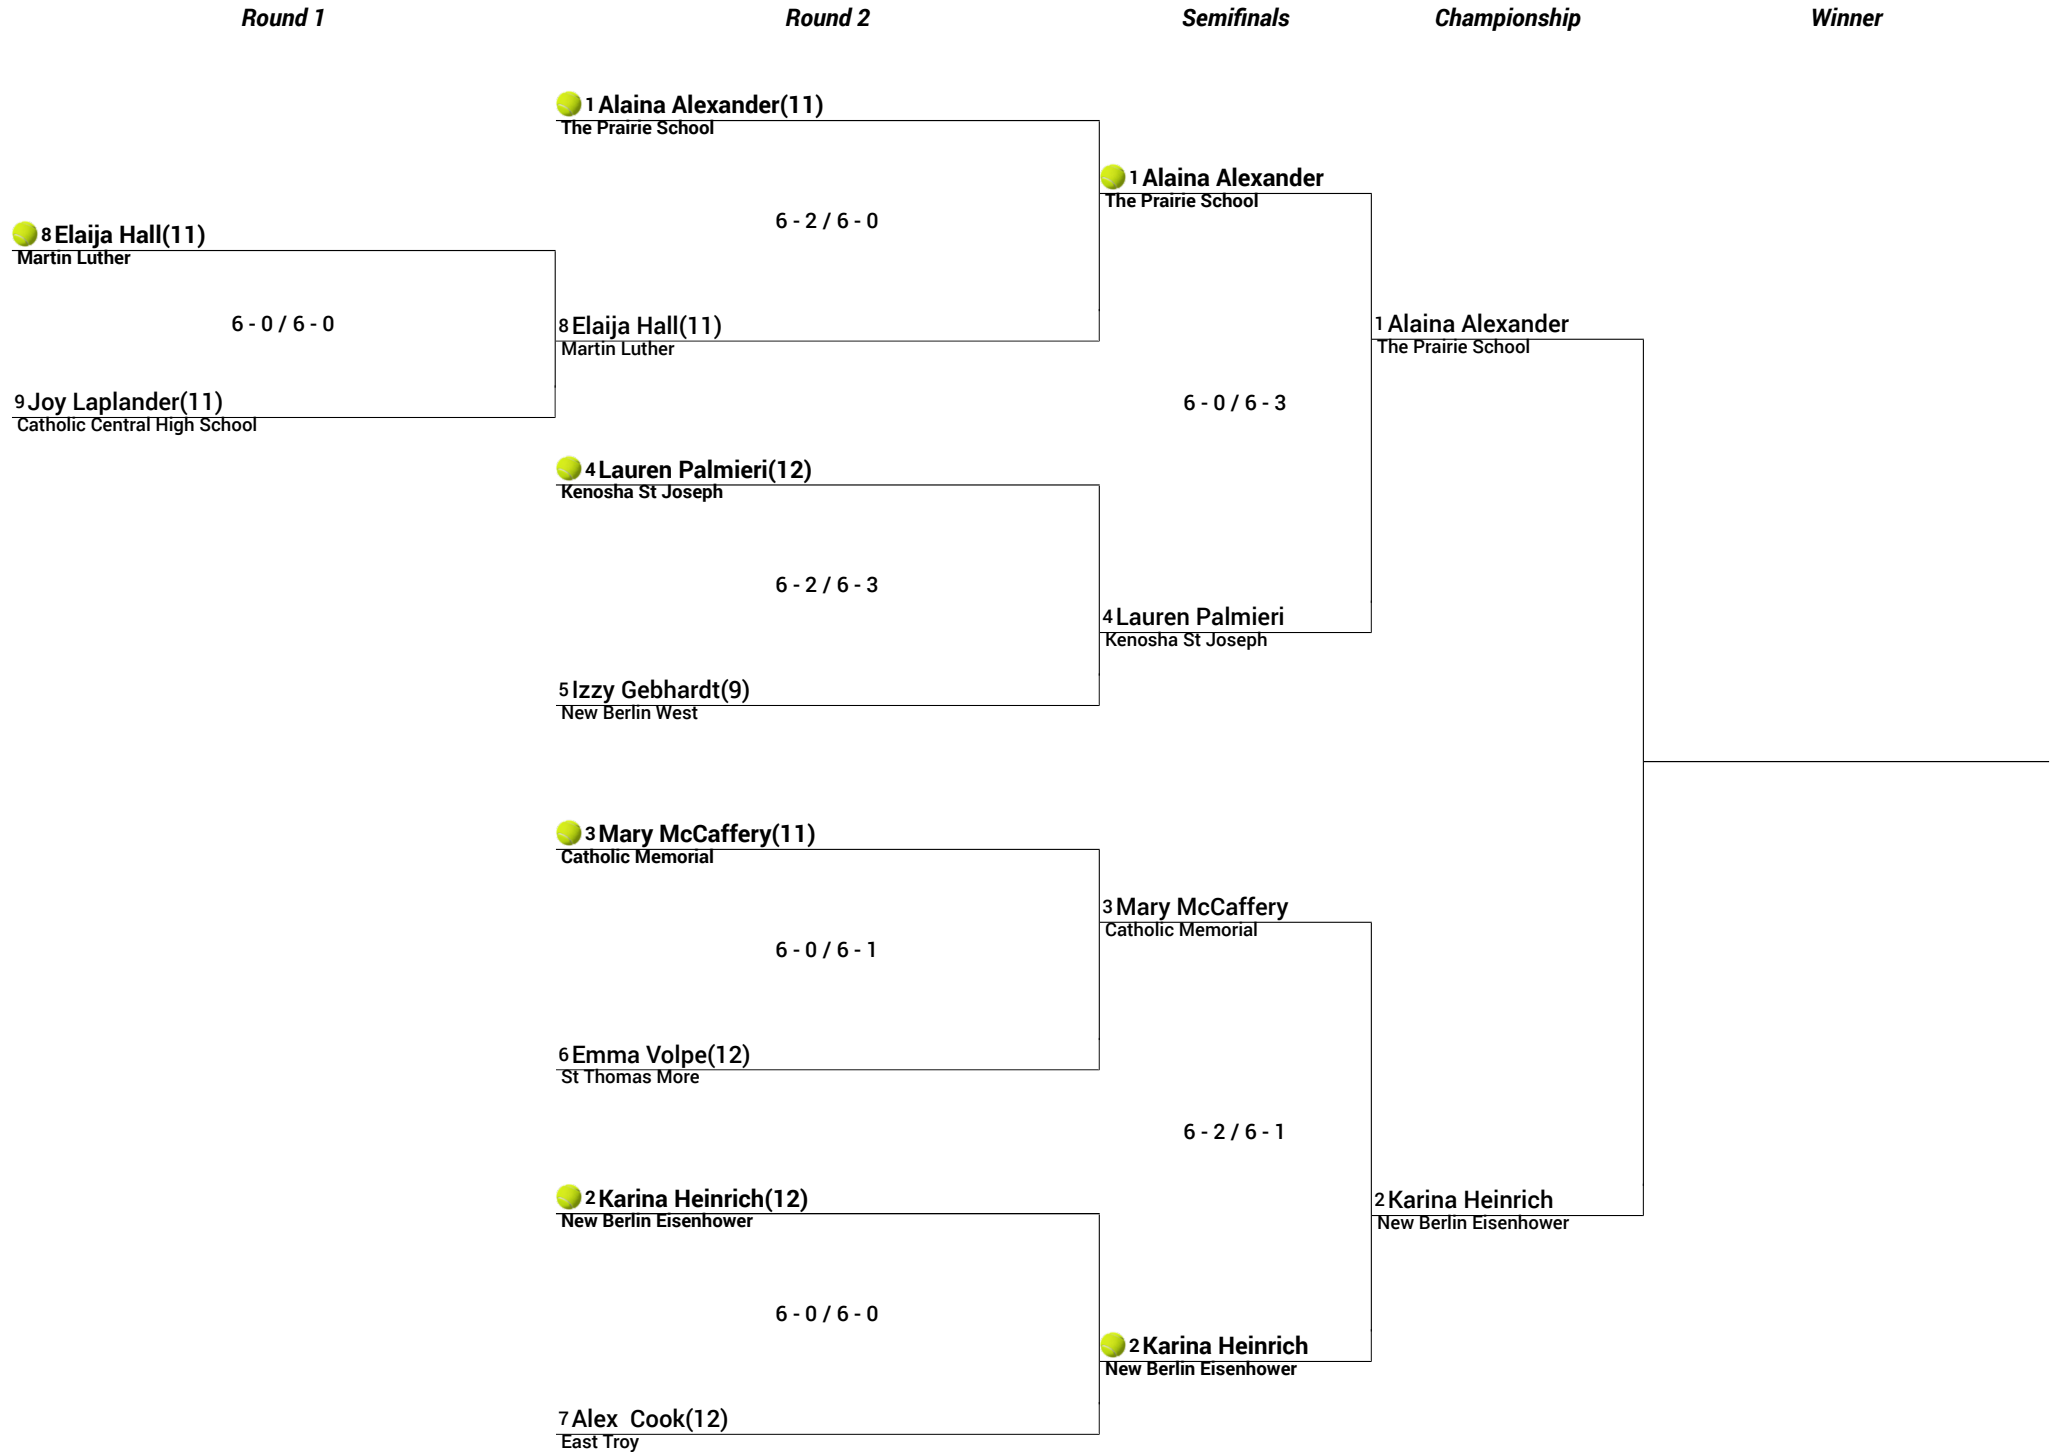 Round 1
Round 2
Semifinals
Championship
Winner
1 Alaina Alexander(11)
The Prairie School
6 - 2 / 6 - 0
8 Elaija Hall(11)
Martin Luther
1 Alaina Alexander
The Prairie School
8 Elaija Hall(11)
Martin Luther
6 - 0 / 6 - 0
9 Joy Laplander(11)
Catholic Central High School
6 - 0 / 6 - 3
1 Alaina Alexander
The Prairie School
4 Lauren Palmieri(12)
Kenosha St Joseph
6 - 2 / 6 - 3
5 Izzy Gebhardt(9)
New Berlin West
4 Lauren Palmieri
Kenosha St Joseph
3 Mary McCaffery(11)
Catholic Memorial
6 - 0 / 6 - 1
6 Emma Volpe(12)
St Thomas More
3 Mary McCaffery
Catholic Memorial
6 - 2 / 6 - 1
2 Karina Heinrich(12)
New Berlin Eisenhower
6 - 0 / 6 - 0
7 Alex  Cook(12)
East Troy
2 Karina Heinrich
New Berlin Eisenhower
2 Karina Heinrich
New Berlin Eisenhower